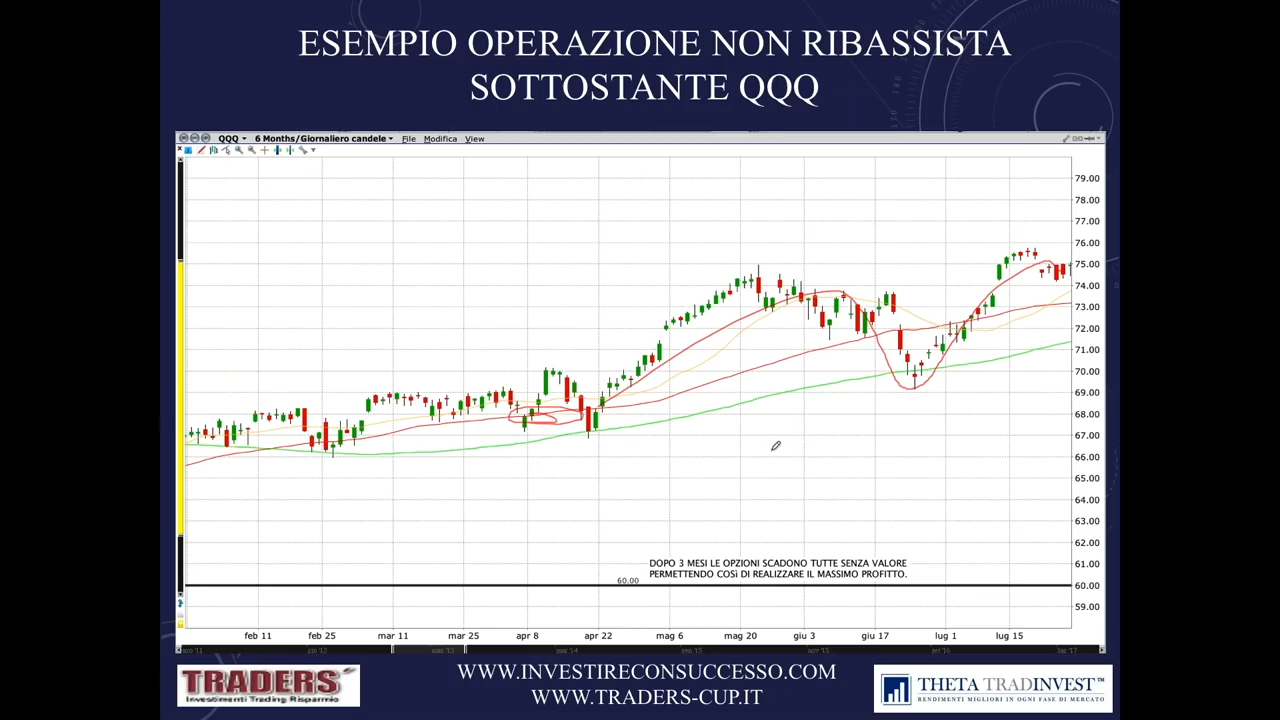 ESEMPIO OPERAZIONE NON RIBASSISTA
SOTTOSTANTE QQQ
QQQ 6 Months/Giornaliero candele File Modifica View
79.00
78.00
77.00
76.00
75.00
74.00
73.00
72.00
71.00
70.00
69.00
68.00
67.00
66.00
65.00
64.00
63.00
62.00
61.00
60.00
59.00
DOPO 3 MESI LE OPZIONI SCADONO TUTTE SENZA VALORE
PERMETTENDO COSì DI REALIZZARE IL MASSIMO PROFITTO.
60.00
feb 11 feb 25 mar 11 mar 25 apr 8 apr 22 mag 6 mag 20 giu 3 giu 17 lug 1 lug 15
TRADERS´
Investimenti Trading Risparmio
WWW.INVESTIRECONSUCCESSO.COM
WWW.TRADERS-CUP.IT
THETA TRADINVEST™
RENDIMENTI MIGLIORI IN OGNI FASE DI MERCATO